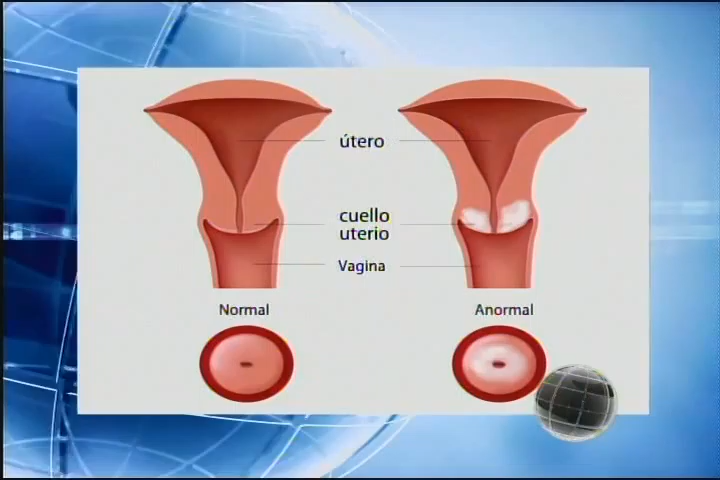 útero
cuello
uterio
Vagina
Normal
Anormal